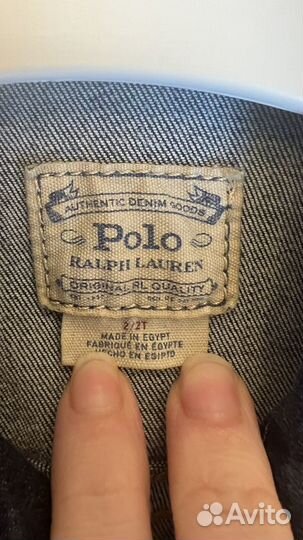 AUTHENTIC DENIM GOODS
Polo
RALPH LAUREN
ORIGINAL RL QUALITY
2/2T
MADE IN EGYPT
FABRIQUÉ EN ÉGYPTE
HECHO EN EGIPTO
Avito